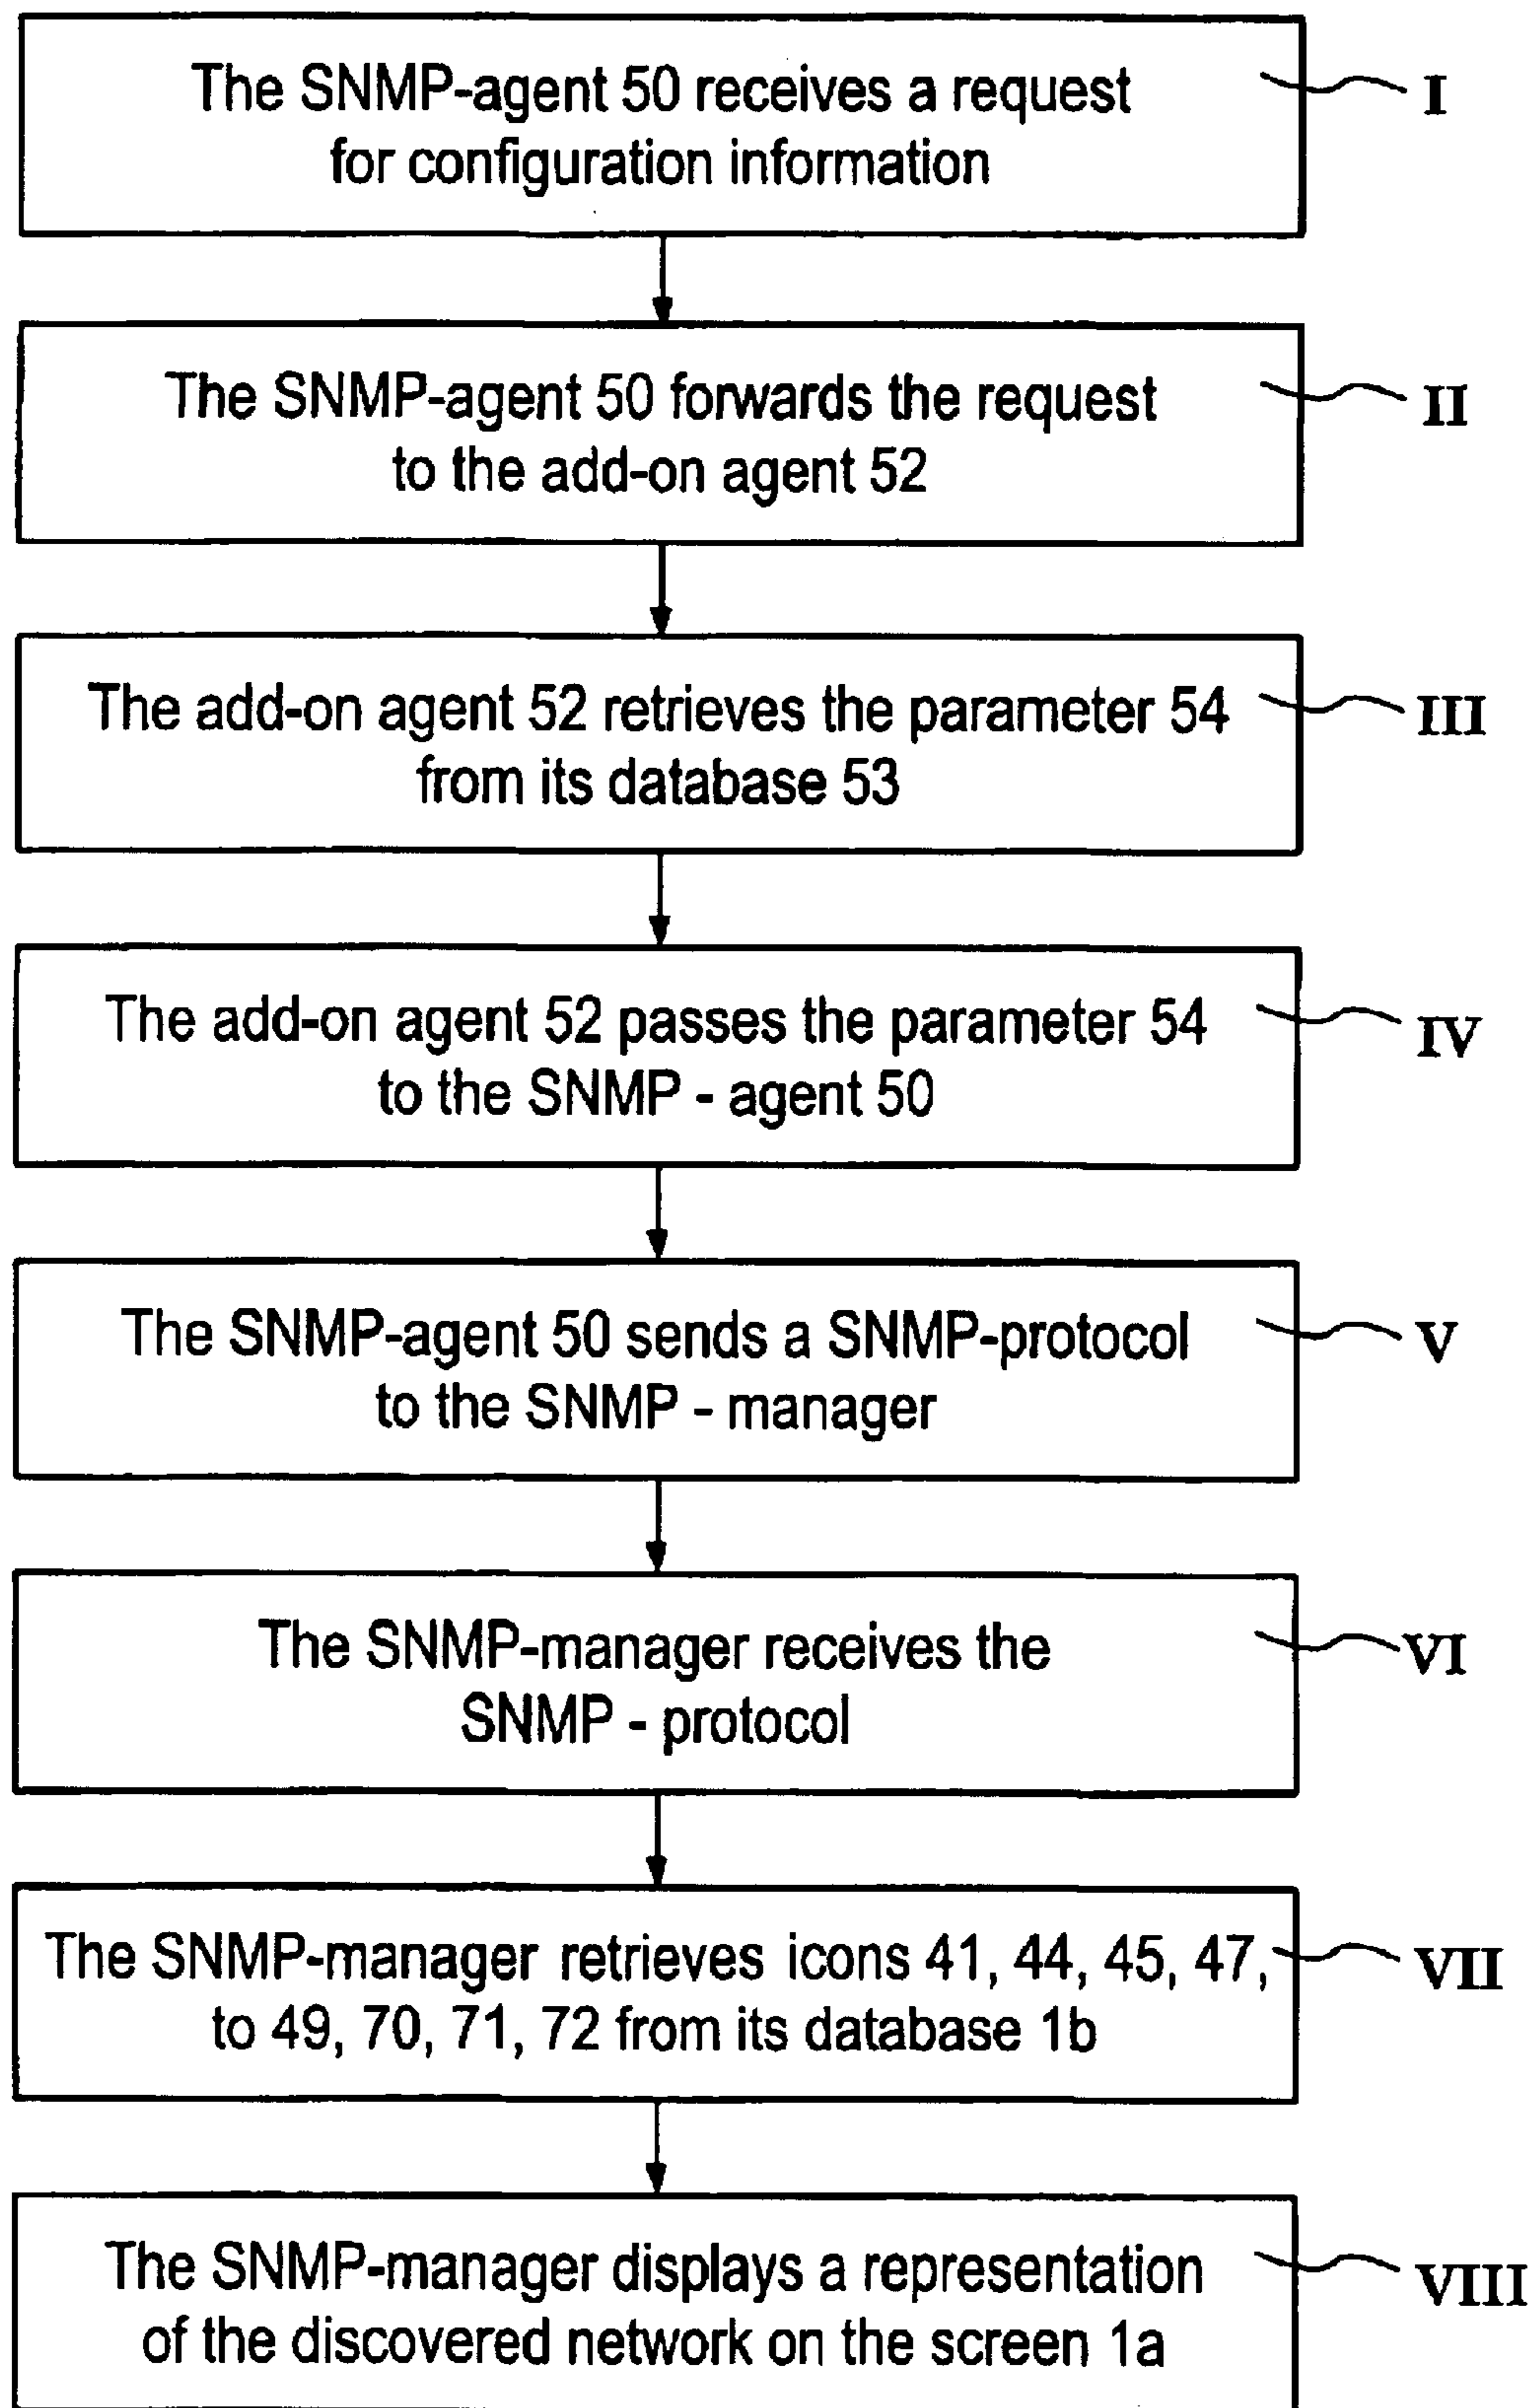 The SNMP-agent 50 receives a request
for configuration information
I
The SNMP-agent 50 forwards the request
to the add-on agent 52
II
The add-on agent 52 retrieves the parameter 54
from its database 53
III
The add-on agent 52 passes the parameter 54
to the SNMP - agent 50
IV
The SNMP-agent 50 sends a SNMP-protocol
to the SNMP - manager
V
The SNMP-manager receives the
SNMP - protocol
VI
The SNMP-manager retrieves icons 41, 44, 45, 47,
to 49, 70, 71, 72 from its database 1b
VII
The SNMP-manager displays a representation
of the discovered network on the screen 1a
VIII